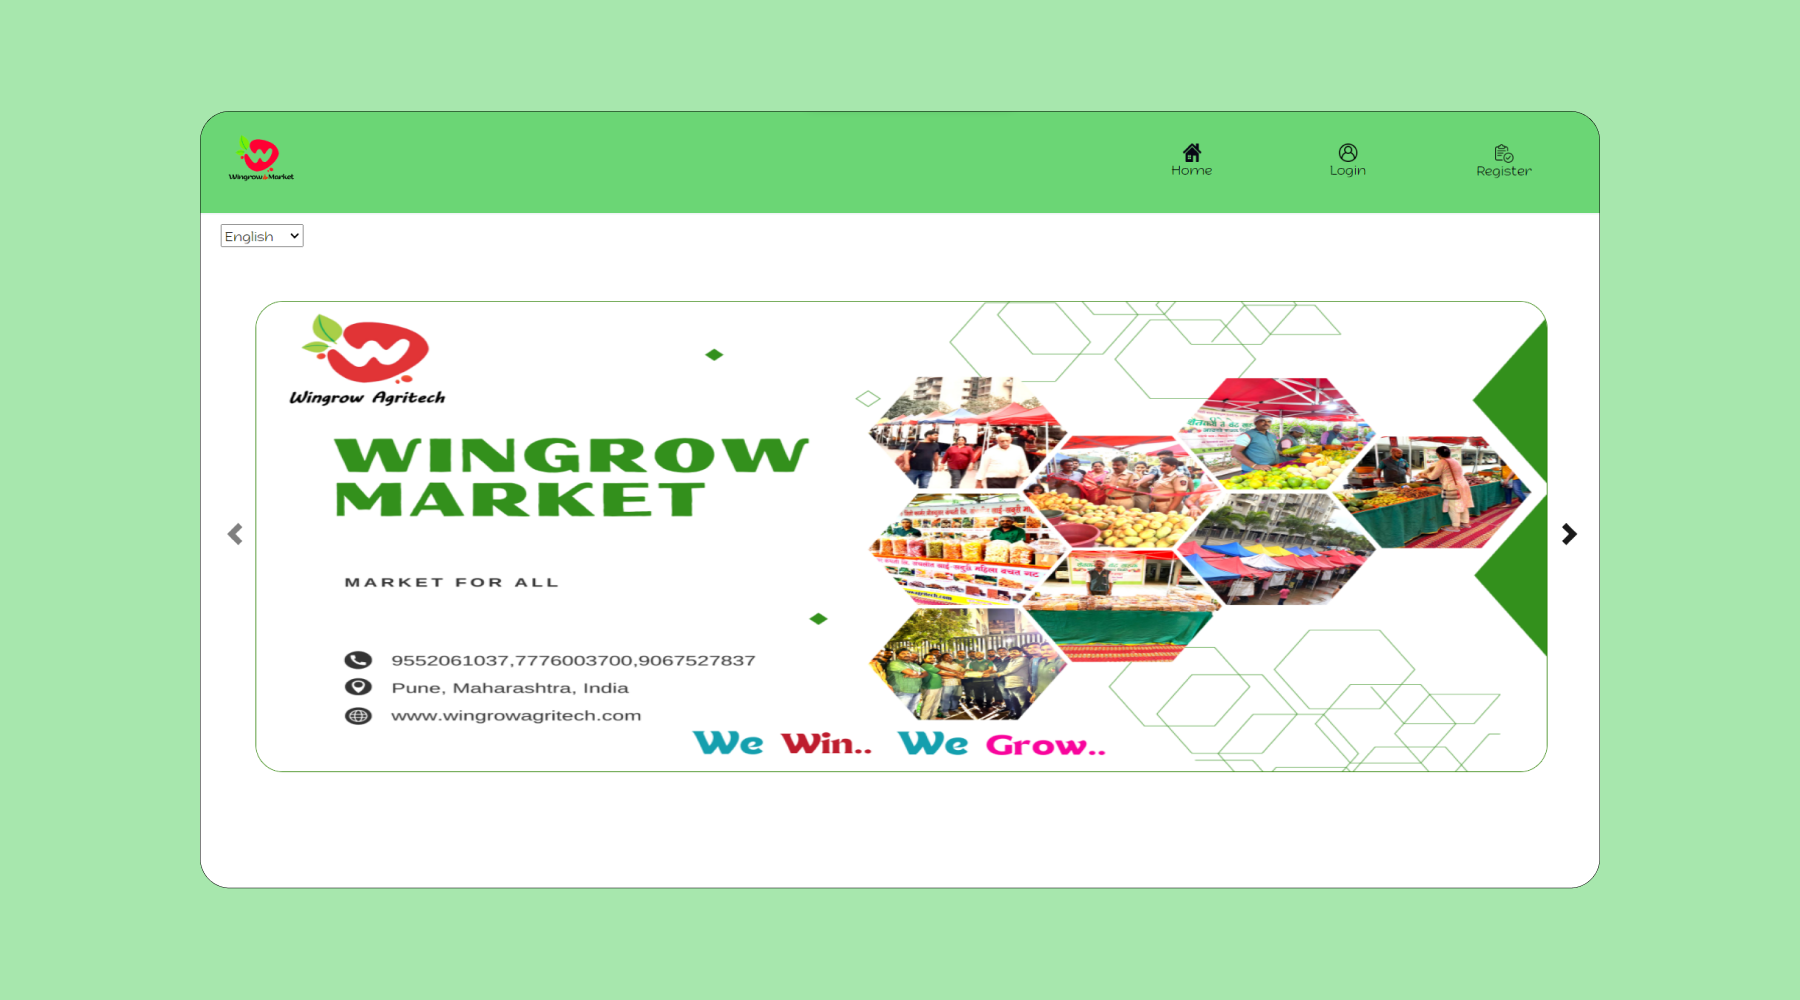 Wingrow Market
Home
Login
Register
English
Wingrow Agritech
WINGROW
MARKET
MARKET FOR ALL
9552061037,7776003700,9067527837
Pune, Maharashtra, India
www.wingrowagritech.com
We Win.. We Grow..